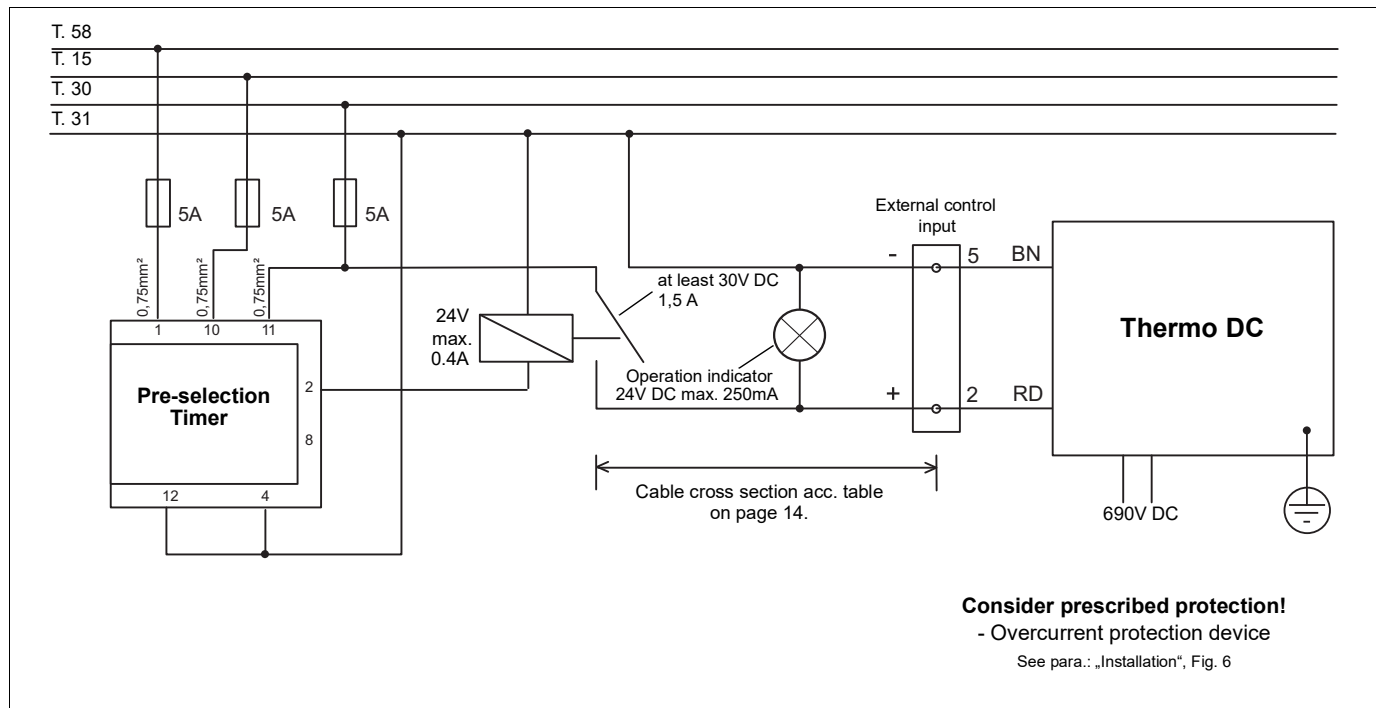 T. 58
T. 15
T. 30
T. 31
5A
5A
5A
0,75mm²
0,75mm²
0,75mm²
1
10
11
Pre-selection
Timer
2
8
12
4
24V
max.
0.4A
at least 30V DC
1,5 A
Operation indicator
24V DC max. 250mA
External control
input
-
5
BN
+
2
RD
Thermo DC
690V DC
Cable cross section acc. table
on page 14.
Consider prescribed protection!
- Overcurrent protection device
See para.: „Installation“, Fig. 6